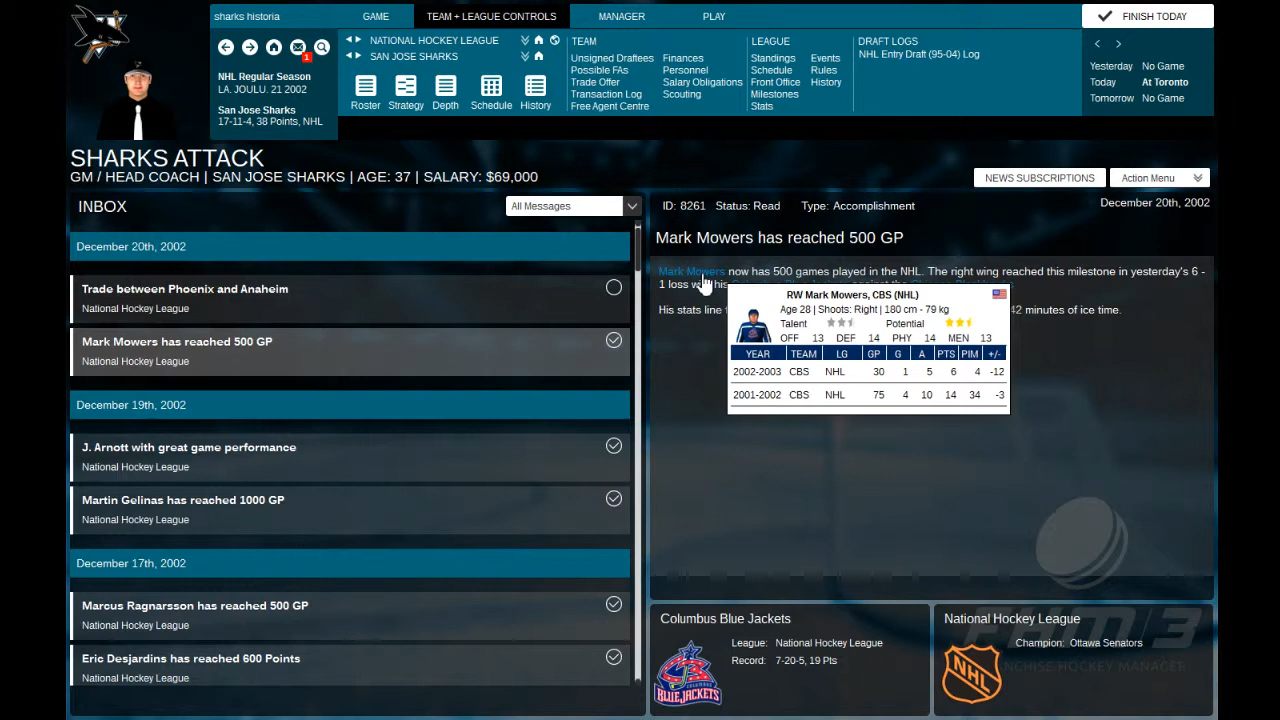 sharks historia
GAME
TEAM + LEAGUE CONTROLS
MANAGER
PLAY
FINISH TODAY
1
NHL Regular Season
LA. JOULU. 21 2002
San Jose Sharks
17-11-4, 38 Points, NHL
NATIONAL HOCKEY LEAGUE
SAN JOSE SHARKS
Roster Strategy Depth Schedule History
TEAM
Unsigned Draftees Finances
Possible FAs Personnel
Trade Offer Salary Obligations
Transaction Log Scouting
Free Agent Centre
LEAGUE
Standings Events
Schedule Rules
Front Office History
Milestones
Stats
DRAFT LOGS
NHL Entry Draft (95-04) Log
Yesterday No Game
Today At Toronto
Tomorrow No Game
SHARKS ATTACK
GM / HEAD COACH | SAN JOSE SHARKS | AGE: 37 | SALARY: $69,000
NEWS SUBSCRIPTIONS
Action Menu
INBOX
All Messages
December 20th, 2002
Trade between Phoenix and Anaheim
National Hockey League
Mark Mowers has reached 500 GP
National Hockey League
December 19th, 2002
J. Arnott with great game performance
National Hockey League
Martin Gelinas has reached 1000 GP
National Hockey League
December 17th, 2002
Marcus Ragnarsson has reached 500 GP
National Hockey League
Eric Desjardins has reached 600 Points
National Hockey League
ID: 8261 Status: Read Type: Accomplishment
December 20th, 2002
Mark Mowers has reached 500 GP
Mark Mowers now has 500 games played in the NHL. The right wing reached this milestone in yesterday's 6 -
1 loss his against the
His stats line 42 minutes of ice time.
RW Mark Mowers, CBS (NHL)
Age 28 | Shoots: Right | 180 cm - 79 kg
Talent Potential
OFF 13 DEF 14 PHY 14 MEN 13
YEAR TEAM LG GP G A PTS PIM +/-
2002-2003 CBS NHL 30 1 5 6 4 -12
2001-2002 CBS NHL 75 4 10 14 34 -3
Columbus Blue Jackets
League: National Hockey League
Record: 7-20-5, 19 Pts
BLUE JACKETS
National Hockey League
Champion: Ottawa Senators
NHL
FHM 3
NCHISE HOCKEY MANAGER